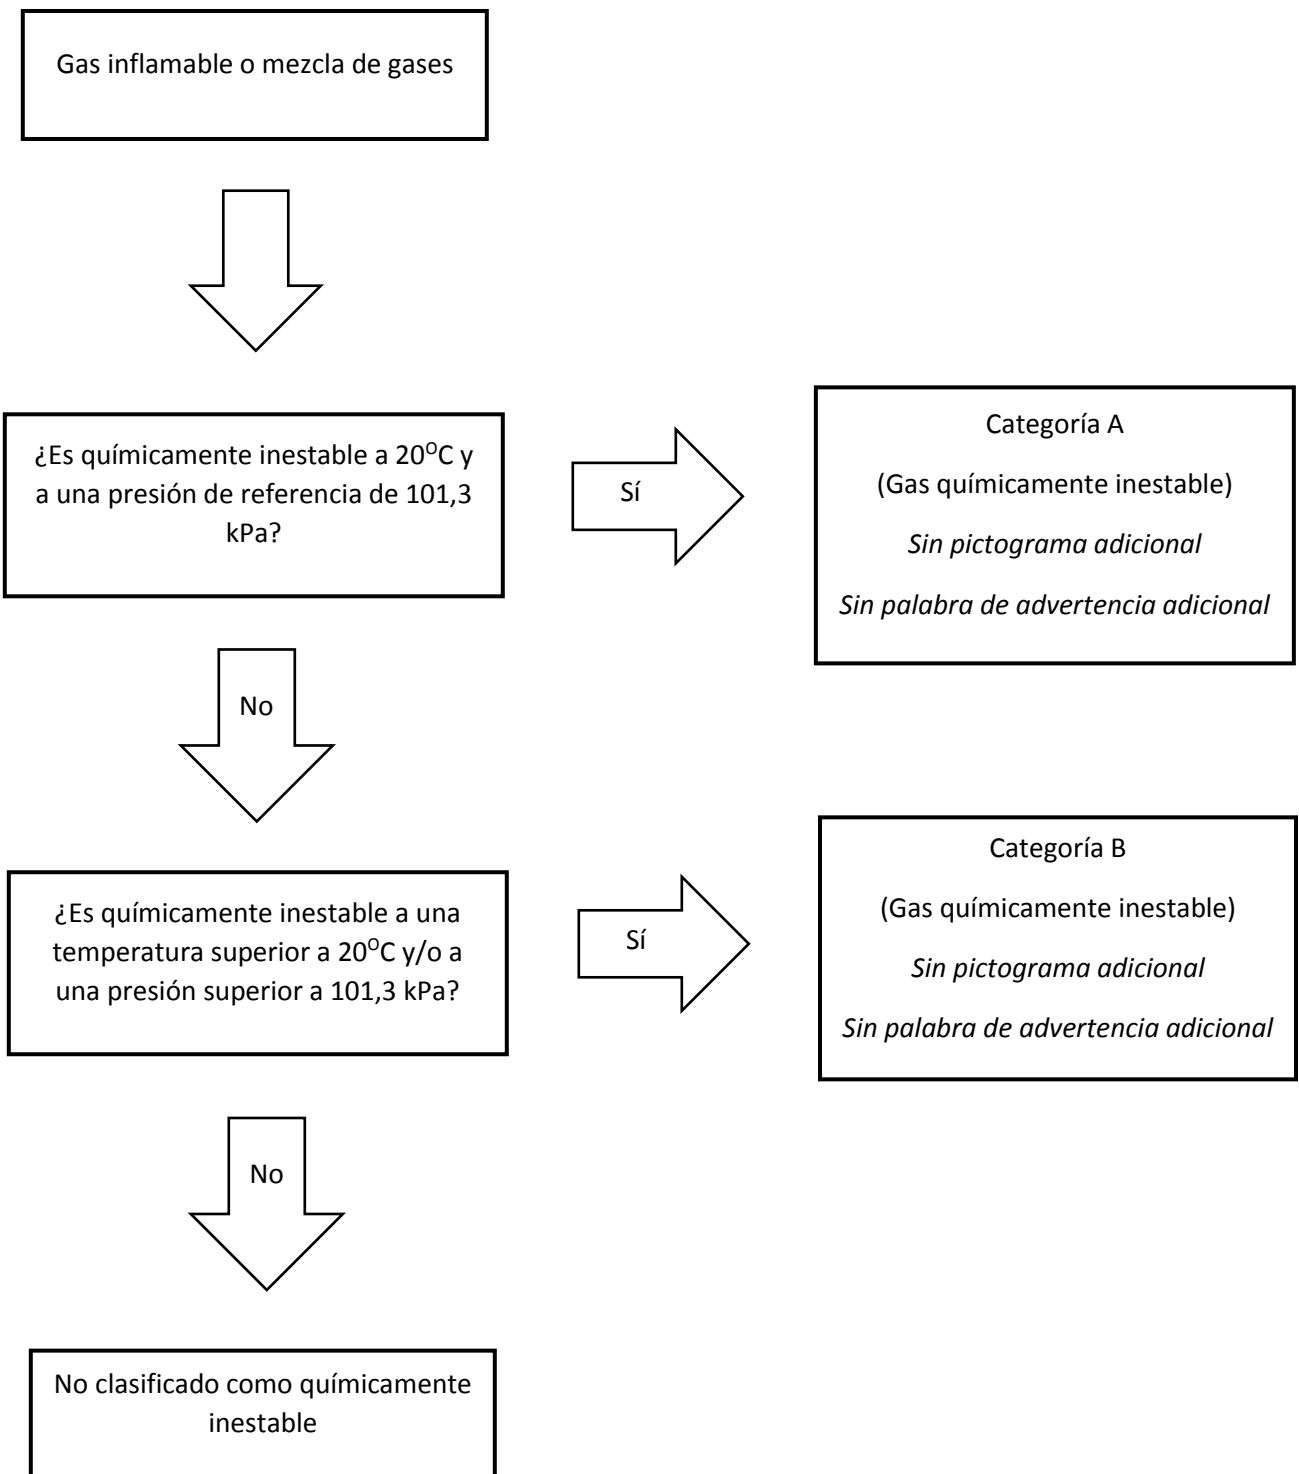 Gas inflamable o mezcla de gases
¿Es químicamente inestable a 20ºC y
a una presión de referencia de 101,3
kPa?
Sí
Categoría A
(Gas químicamente inestable)
Sin pictograma adicional
Sin palabra de advertencia adicional
No
¿Es químicamente inestable a una
temperatura superior a 20ºC y/o a
una presión superior a 101,3 kPa?
Sí
Categoría B
(Gas químicamente inestable)
Sin pictograma adicional
Sin palabra de advertencia adicional
No
No clasificado como químicamente
inestable